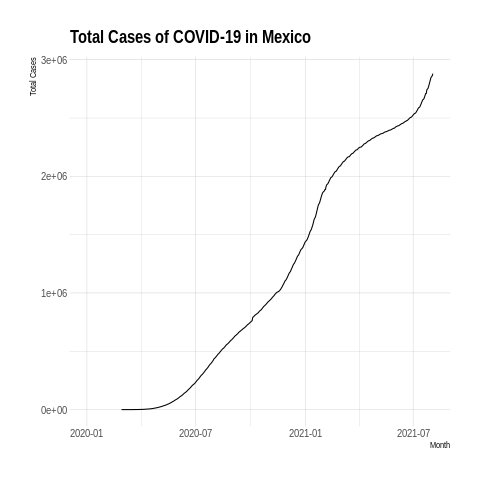 Total Cases of COVID-19 in Mexico
Total Cases
3e+06
2e+06
1e+06
0e+00
2020-01 2020-07 2021-01 2021-07
Month